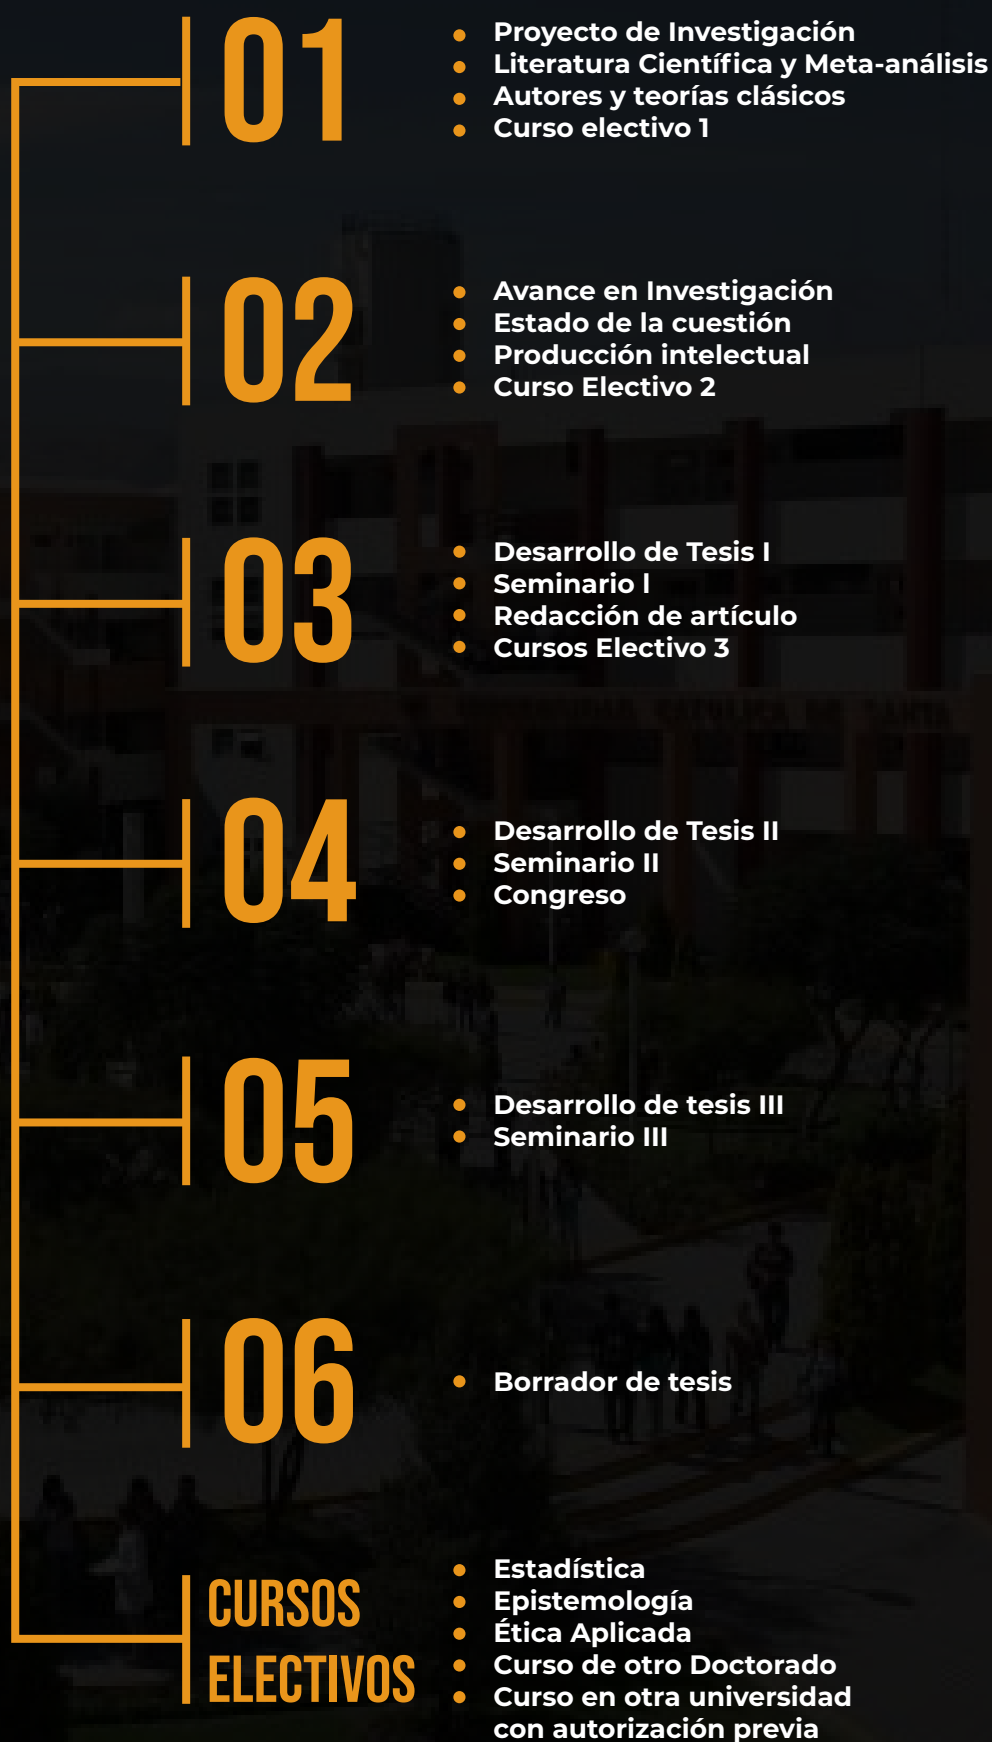 01
Proyecto de Investigación
Literatura Científica y Meta-análisis
Autores y teorías clásicos
Curso electivo 1
02
Avance en Investigación
Estado de la cuestión
Producción intelectual
Curso Electivo 2
03
Desarrollo de Tesis I
Seminario l
Redacción de artículo
Cursos Electivo 3
04
Desarrollo de Tesis II
Seminario II
Congreso
05
Desarrollo de tesis III
Seminario III
06
Borrador de tesis
CURSOS
ELECTIVOS
Estadística
Epistemología
Ética Aplicada
Curso de otro Doctorado
Curso en otra universidad
con autorización previa